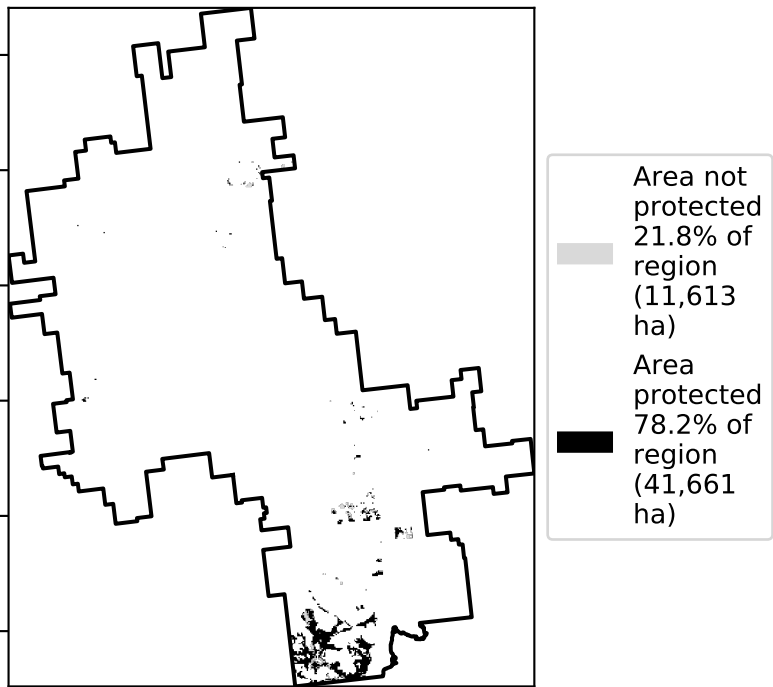 Area not
protected
21.8% of
region
(11,613
ha)
Area
protected
78.2% of
region
(41,661
ha)